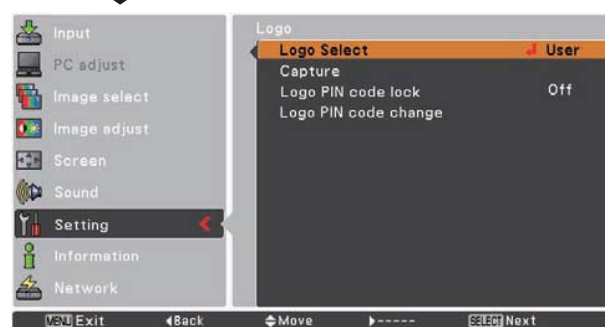 Input
PC adjust
Image select
Image adjust
Screen
Sound
Setting
Information
Network
Logo
Logo Select User
Capture
Logo PIN code lock Off
Logo PIN code change
MENU Exit Back Move ----- SELECT Next